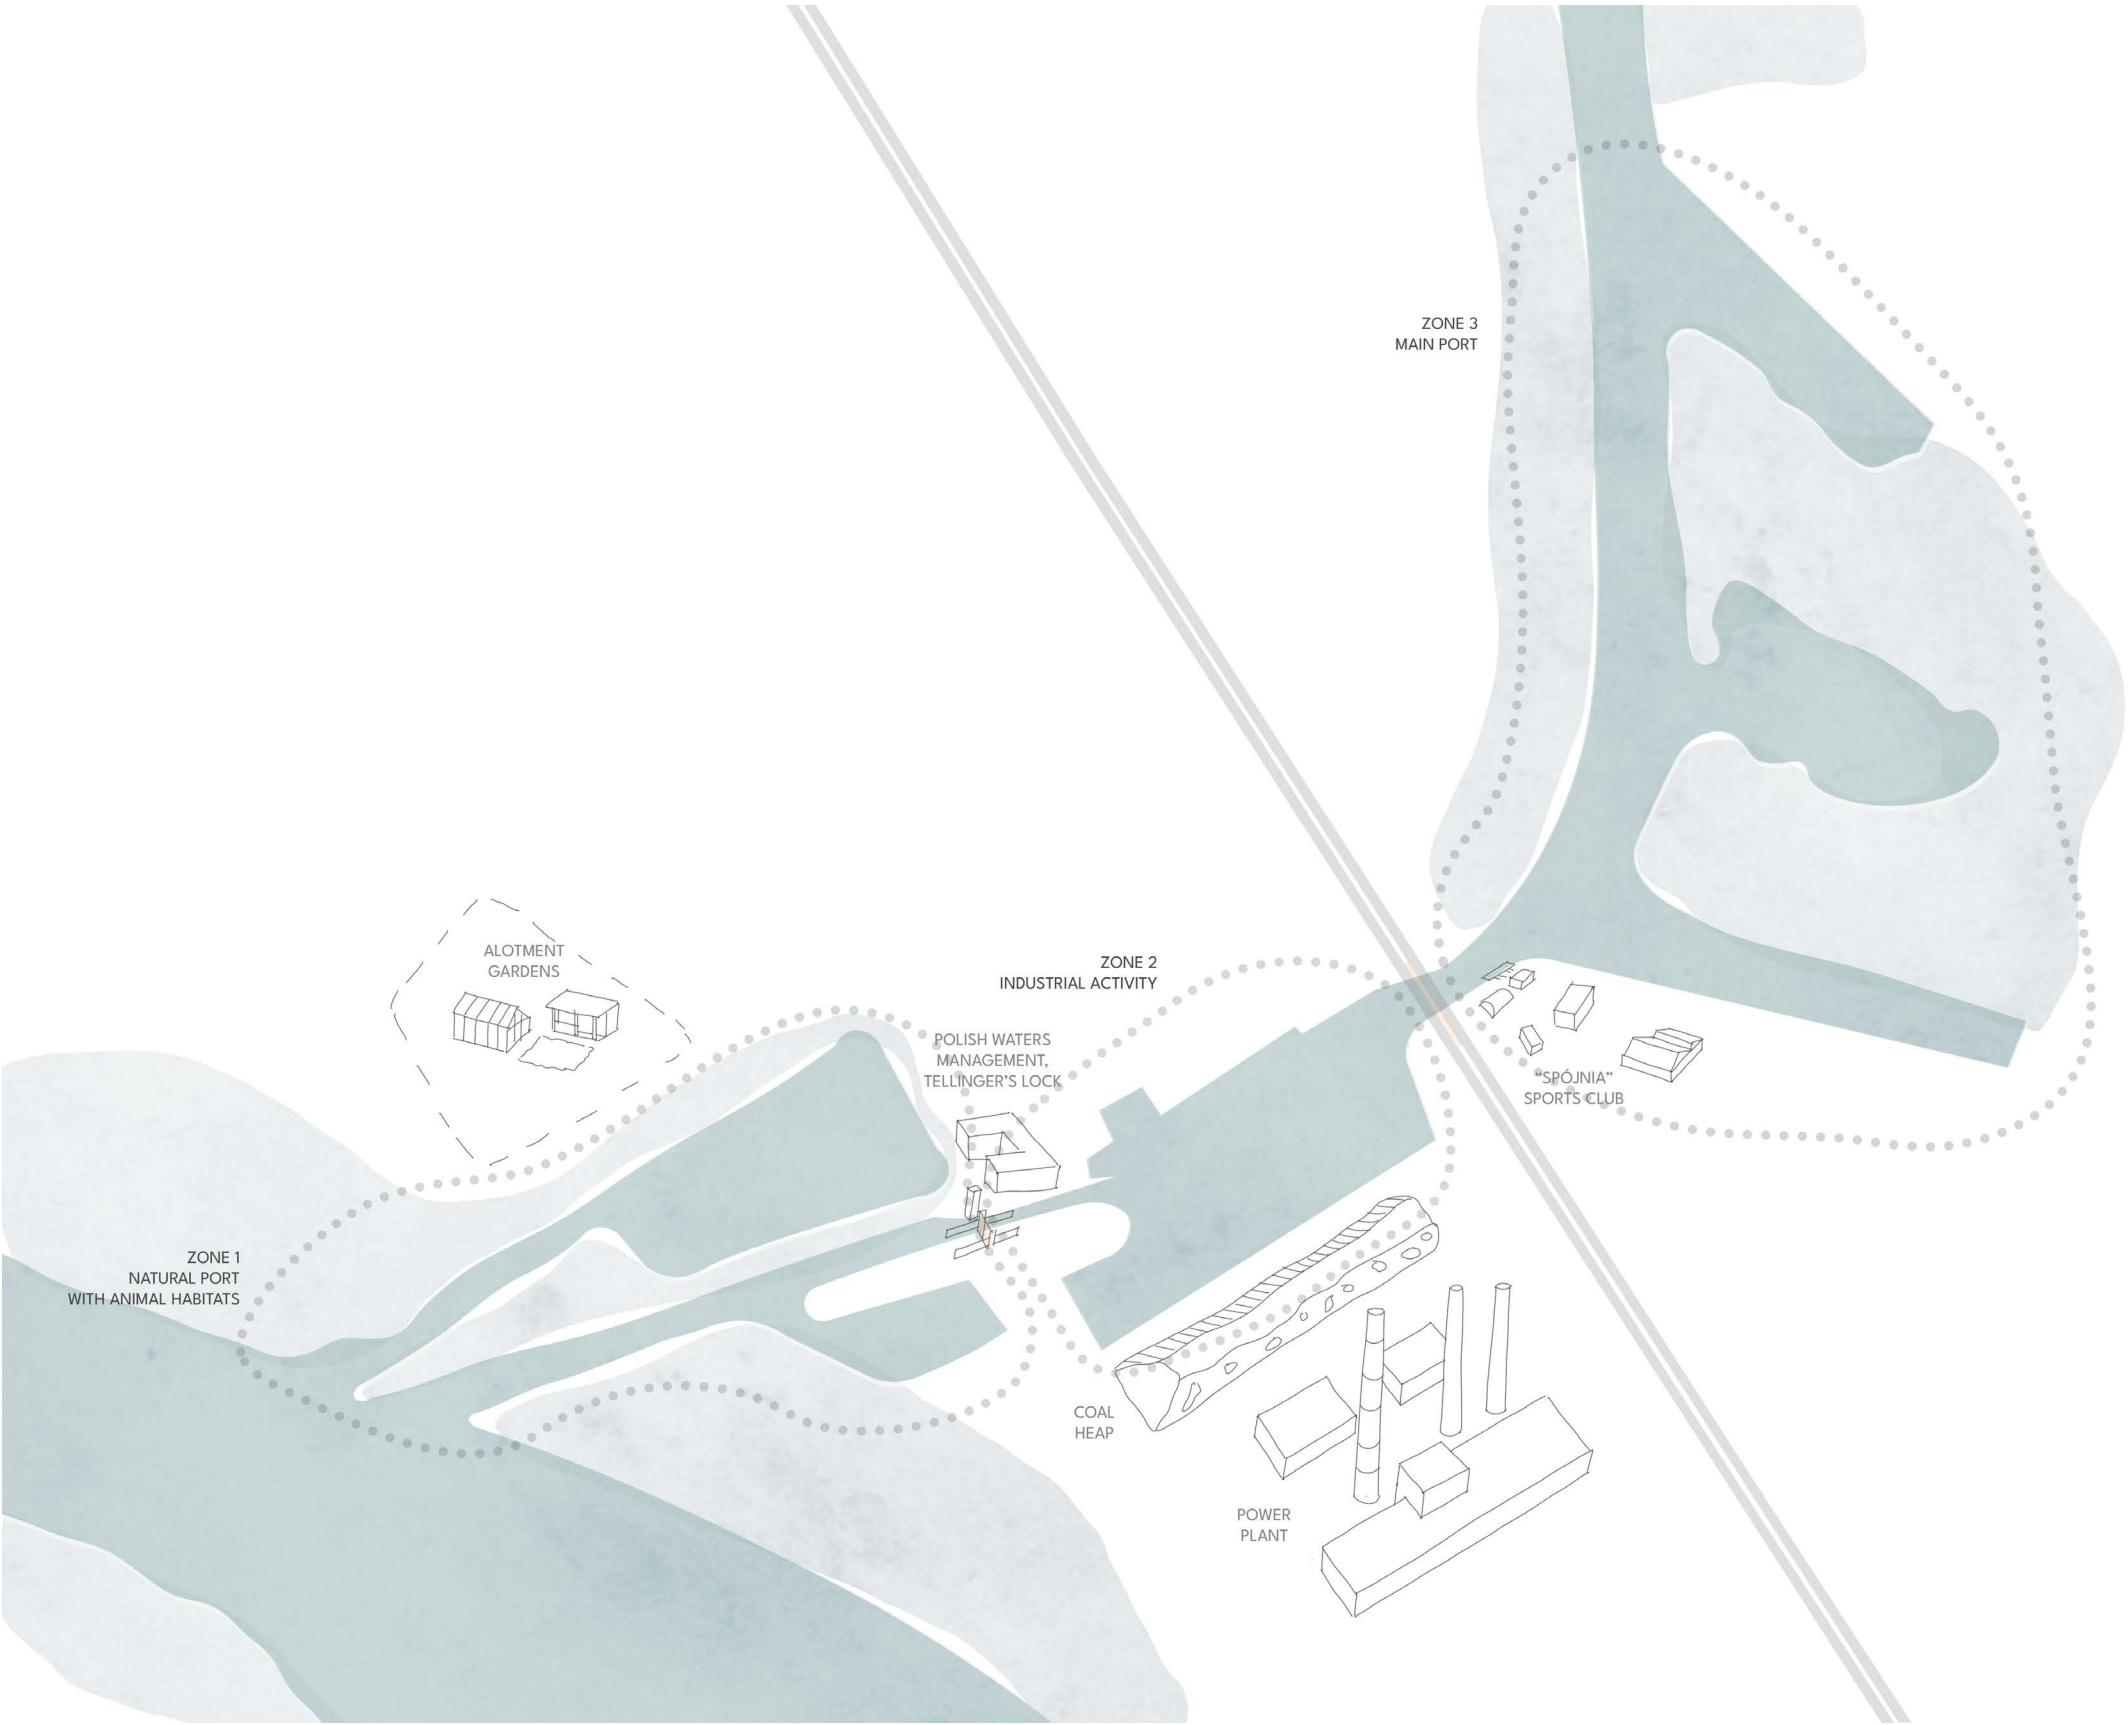 ZONE 3
MAIN PORT
ALOTMENT
GARDENS
ZONE 2
INDUSTRIAL ACTIVITY
POLISH WATERS
MANAGEMENT,
TELLINGER'S LOCK
"SPÓJNIA"
SPORTS CLUB
ZONE 1
NATURAL PORT
WITH ANIMAL HABITATS
COAL
HEAP
POWER
PLANT